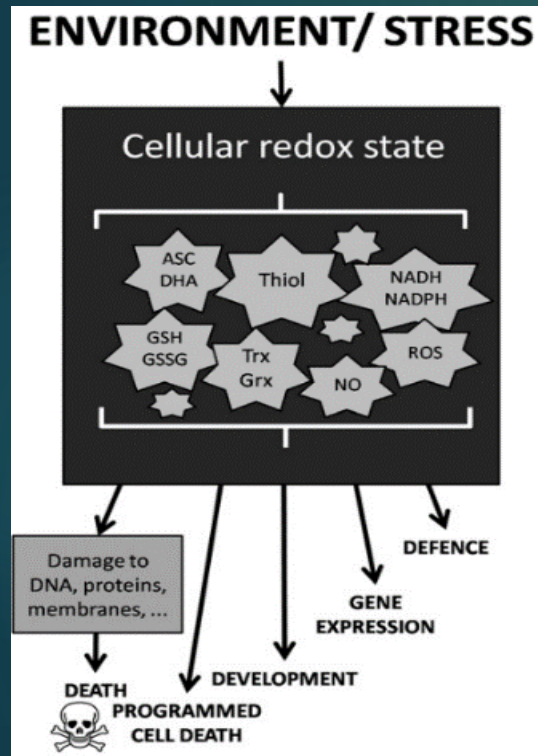 ENVIRONMENT/ STRESS
Cellular redox state
ASC
DHA
Thiol
NADH
NADPH
GSH
GSSG
Trx
Grx
NO
ROS
Damage to
DNA, proteins,
membranes, ...
DEFENCE
GENE
EXPRESSION
DEVELOPMENT
DEATH
PROGRAMMED
CELL DEATH